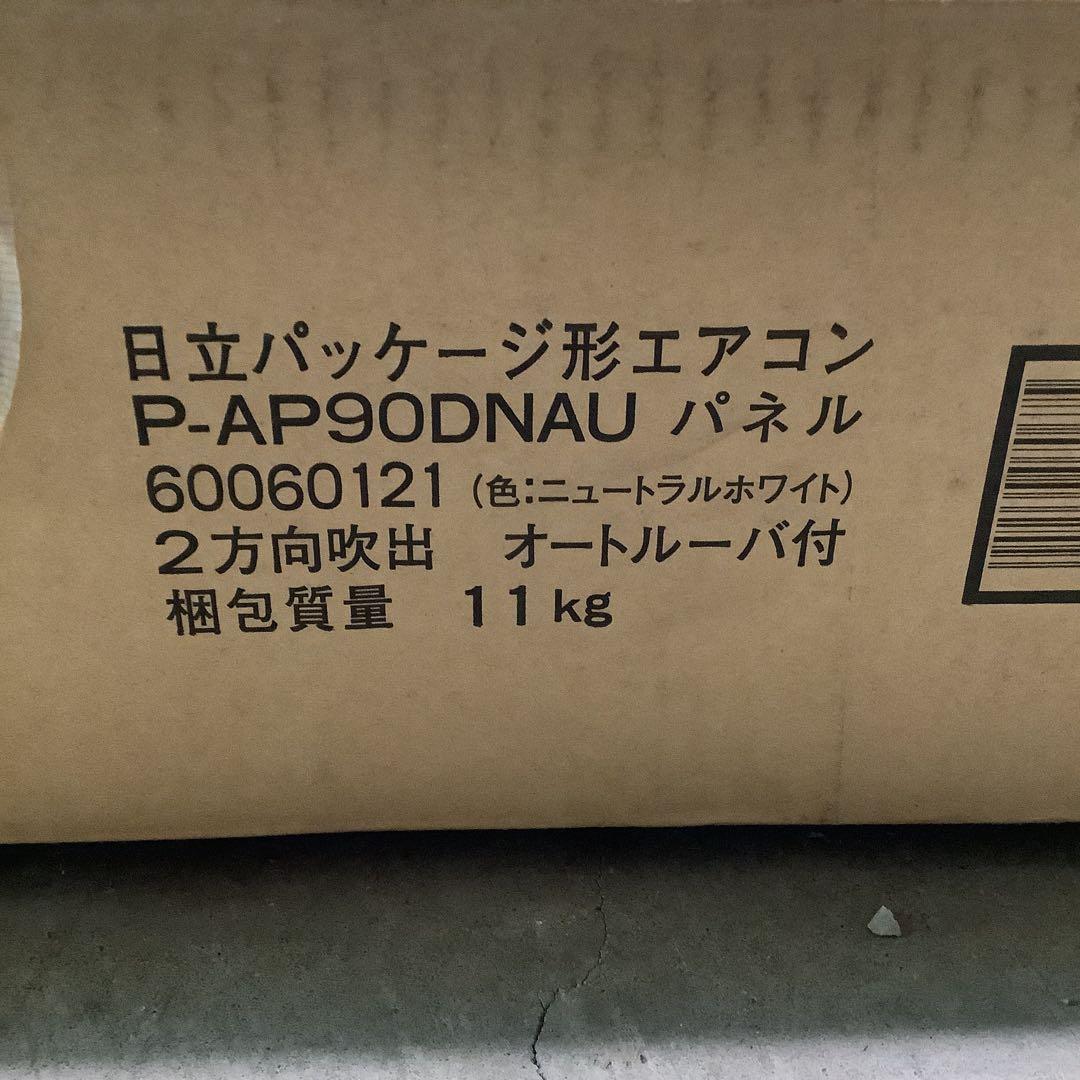 日立パッケージ形エアコン
P-AP90DNAU パネル
60060121 (色:ニュートラルホワイト)
2方向吹出 オートルーバ付
梱包質量 11kg